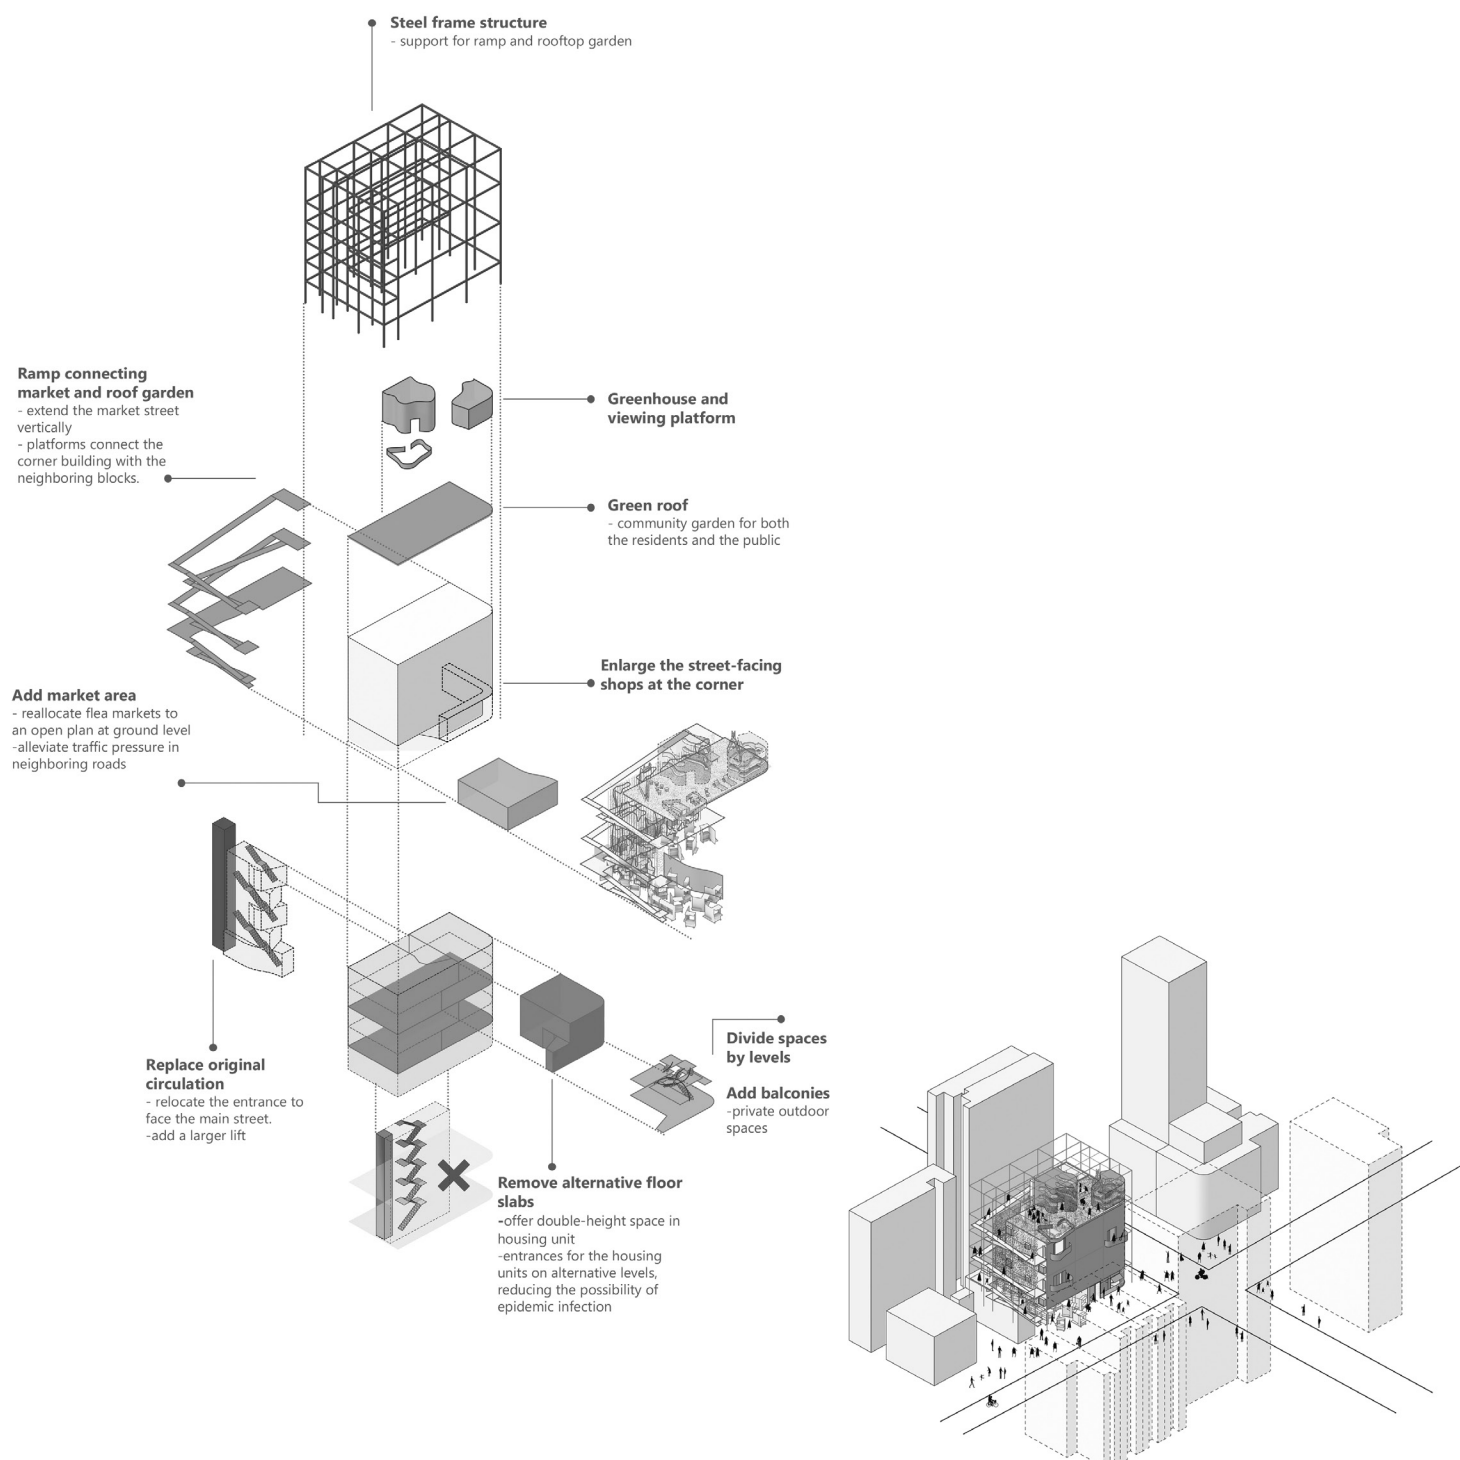 Steel frame structure
- support for ramp and rooftop garden
Ramp connecting
market and roof garden
- extend the market street
vertically
- platforms connect the
corner building with the
neighboring blocks.
Greenhouse and
viewing platform
Green roof
- community garden for both
the residents and the public
Enlarge the street-facing
shops at the corner
Add market area
- reallocate flea markets to
an open plan at ground level
-alleviate traffic pressure in
neighboring roads
Replace original
circulation
- relocate the entrance to
face the main street.
-add a larger lift
Divide spaces
by levels
Add balconies
-private outdoor
spaces
Remove alternative floor
slabs
-offer double-height space in
housing unit
-entrances for the housing
units on alternative levels,
reducing the possibility of
epidemic infection